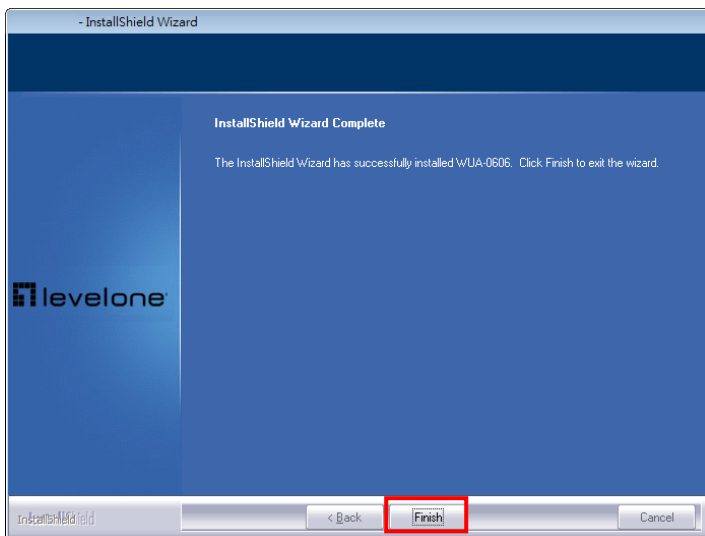 - InstallShield Wizard
InstallShield Wizard Complete
The InstallShield Wizard has successfully installed WUA-0606. Click Finish to exit the wizard.
levelone
InstallShield
< Back
Finish
Cancel